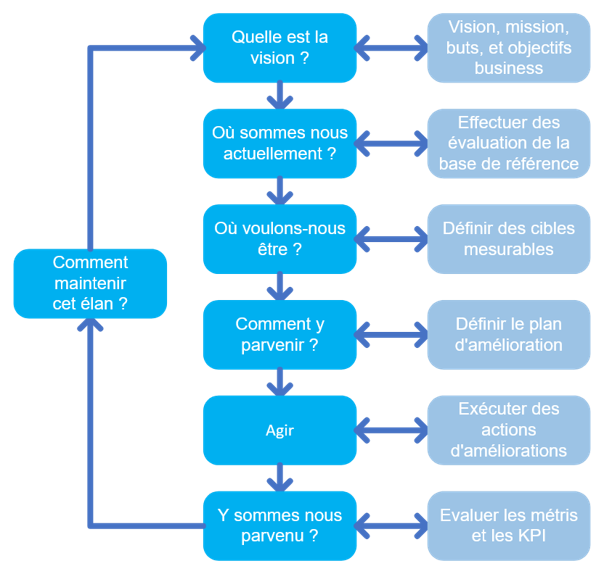 Quelle est la
vision ?
Vision, mission,
buts, et objectifs
business
Où sommes nous
actuellement ?
Effectuer des
évaluation de la
base de référence
Où voulons-nous
être ?
Définir des cibles
mesurables
Comment
maintenir
cet élan ?
Comment y
parvenir ?
Définir le plan
d'amélioration
Agir
Exécuter des
actions
d'améliorations
Y sommes nous
parvenu ?
Evaluer les métris
et les KPI